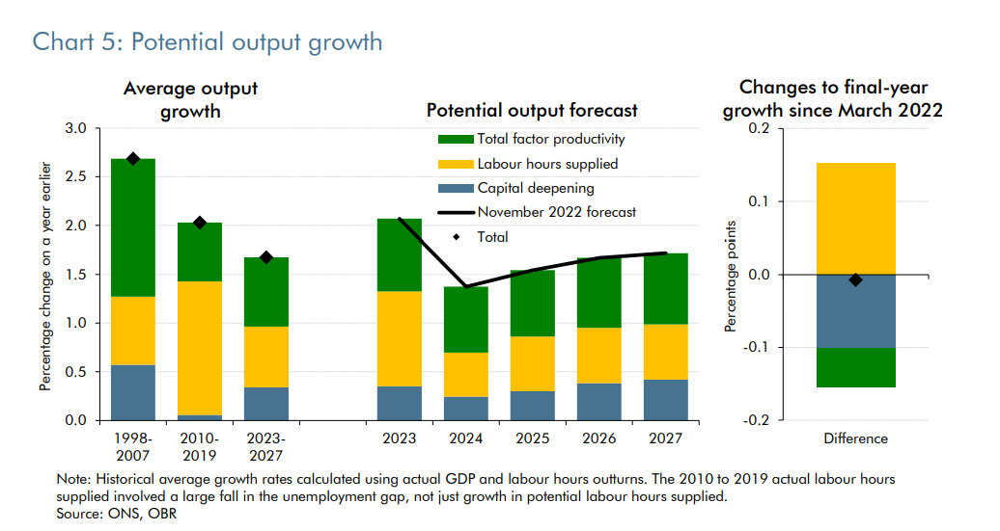 Chart 5: Potential output growth
Average output
growth
Percentage change on a year earlier
3.0
2.5
2.0
1.5
1.0
0.5
0.0
1998-
2007
2010-
2019
2023-
2027
Potential output forecast
Total factor productivity
Labour hours supplied
Capital deepening
November 2022 forecast
Total
2023
2024
2025
2026
2027
Changes to final-year
growth since March 2022
Percentage points
0.2
0.1
0.0
-0.1
-0.2
Difference
Note: Historical average growth rates calculated using actual GDP and labour hours outturns. The 2010 to 2019 actual labour hours
supplied involved a large fall in the unemployment gap, not just growth in potential labour hours supplied.
Source: ONS, OBR